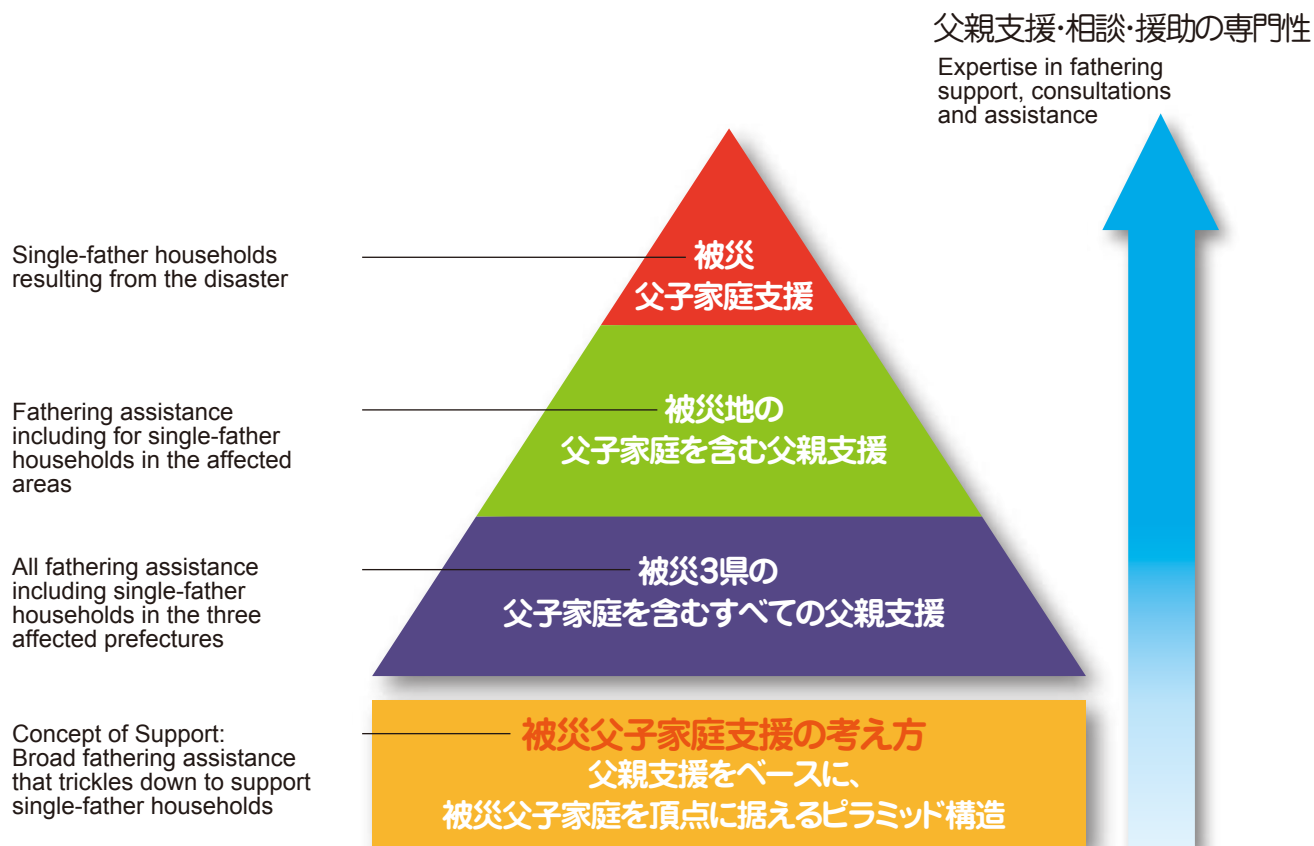 父親支援・相談・援助の専門性
Expertise in fathering
support, consultations
and assistance
Single-father households
resulting from the disaster
被災
父子家庭支援
Fathering assistance
including for single-father
households in the affected
areas
被災地の
父子家庭を含む父親支援
All fathering assistance
including single-father
households in the three
affected prefectures
被災3県の
父子家庭を含むすべての父親支援
Concept of Support:
Broad fathering assistance
that trickles down to support
single-father households
被災父子家庭支援の考え方
父親支援をベースに、
被災父子家庭を頂点に据えるピラミッド構造